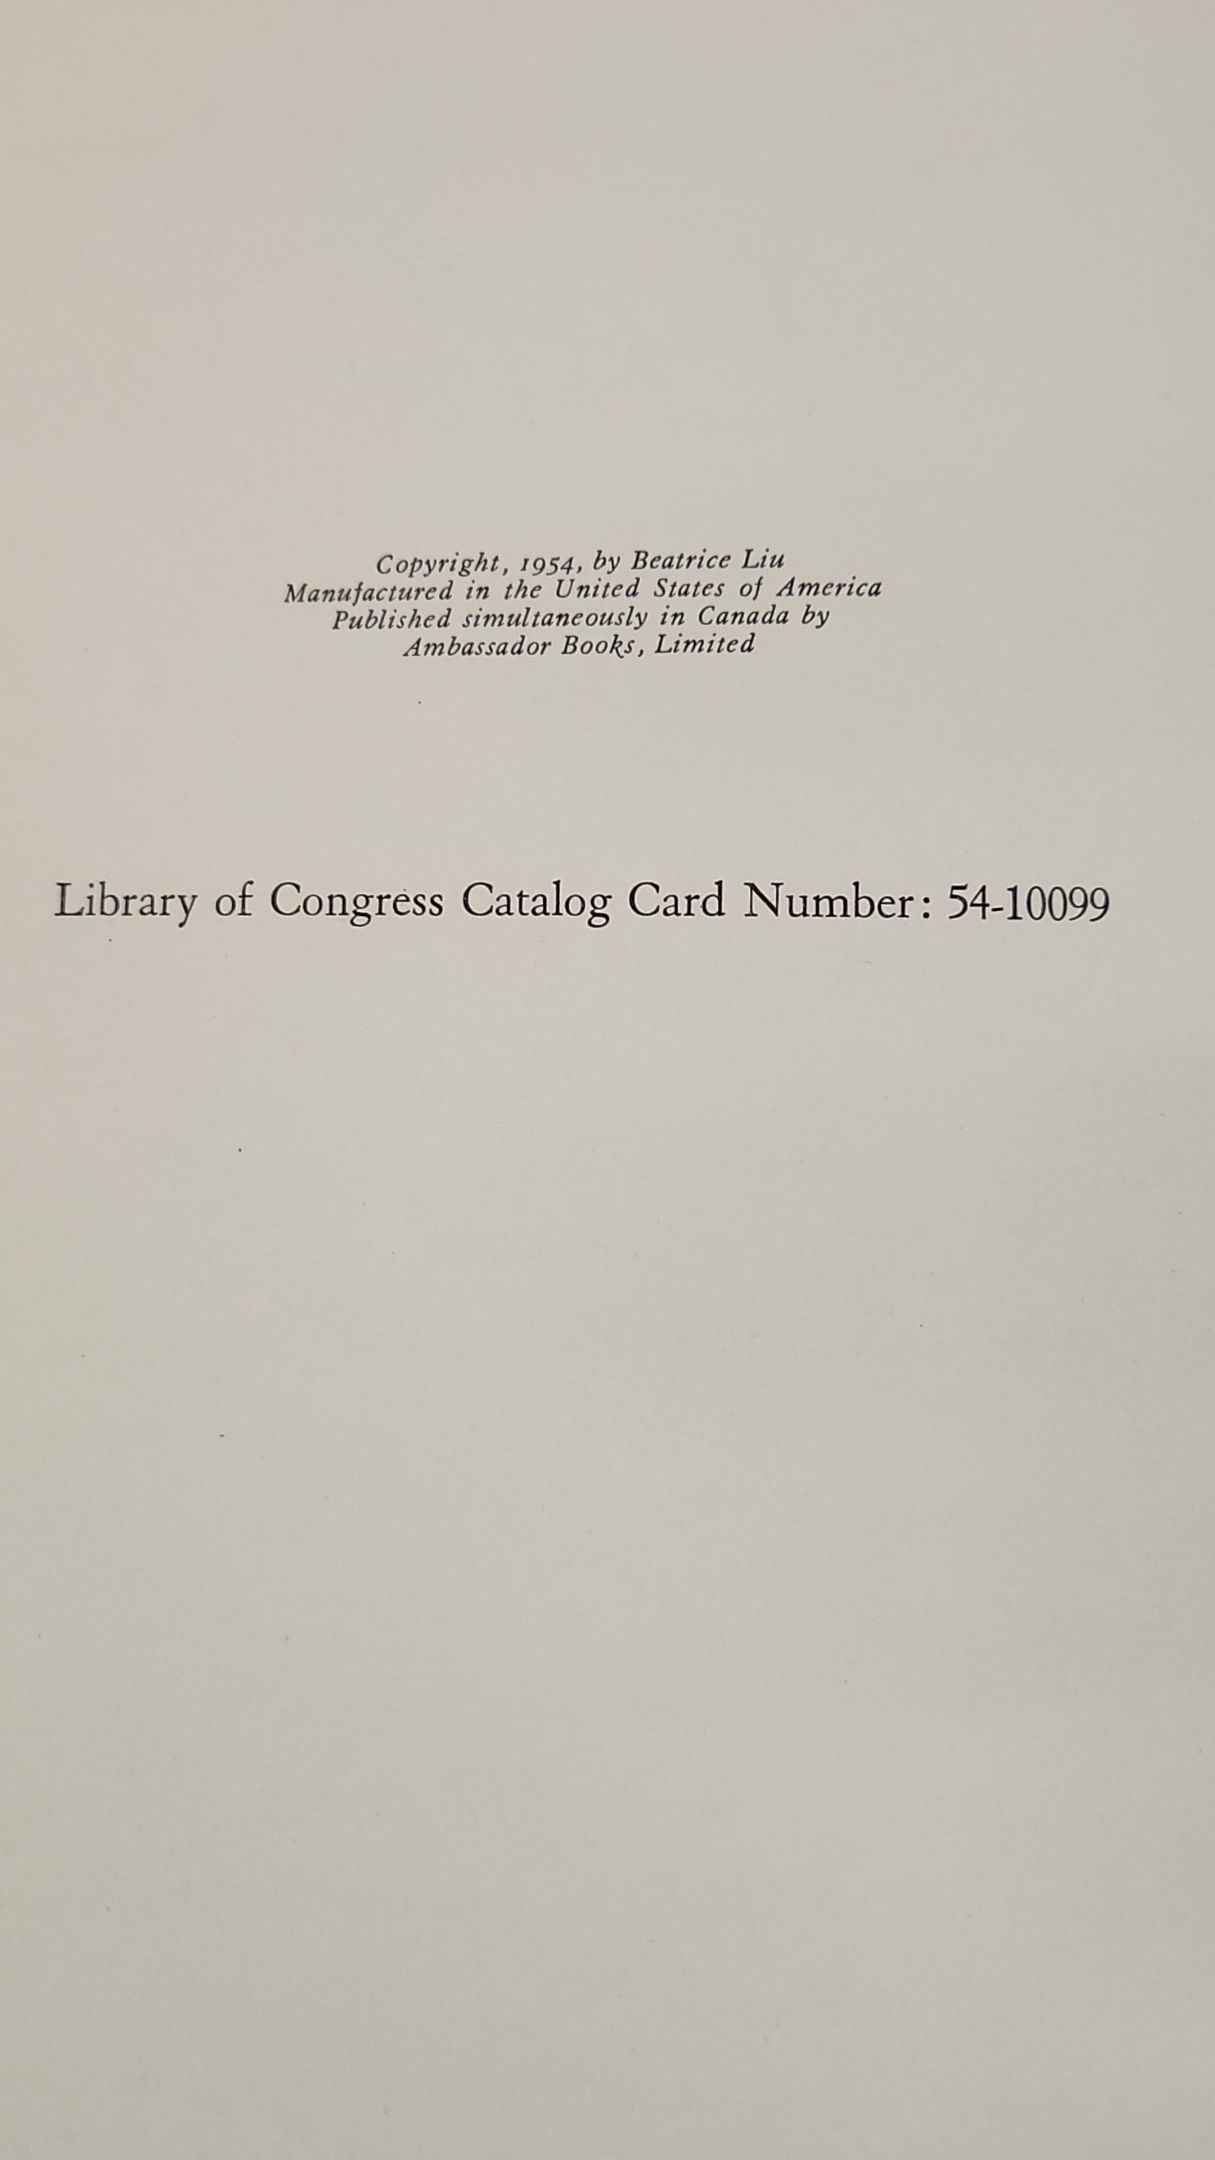 Copyright, 1954, by Beatrice Liu
Manufactured in the United States of America
Published simultaneously in Canada by
Ambassador Books, Limited
Library of Congress Catalog Card Number: 54-10099